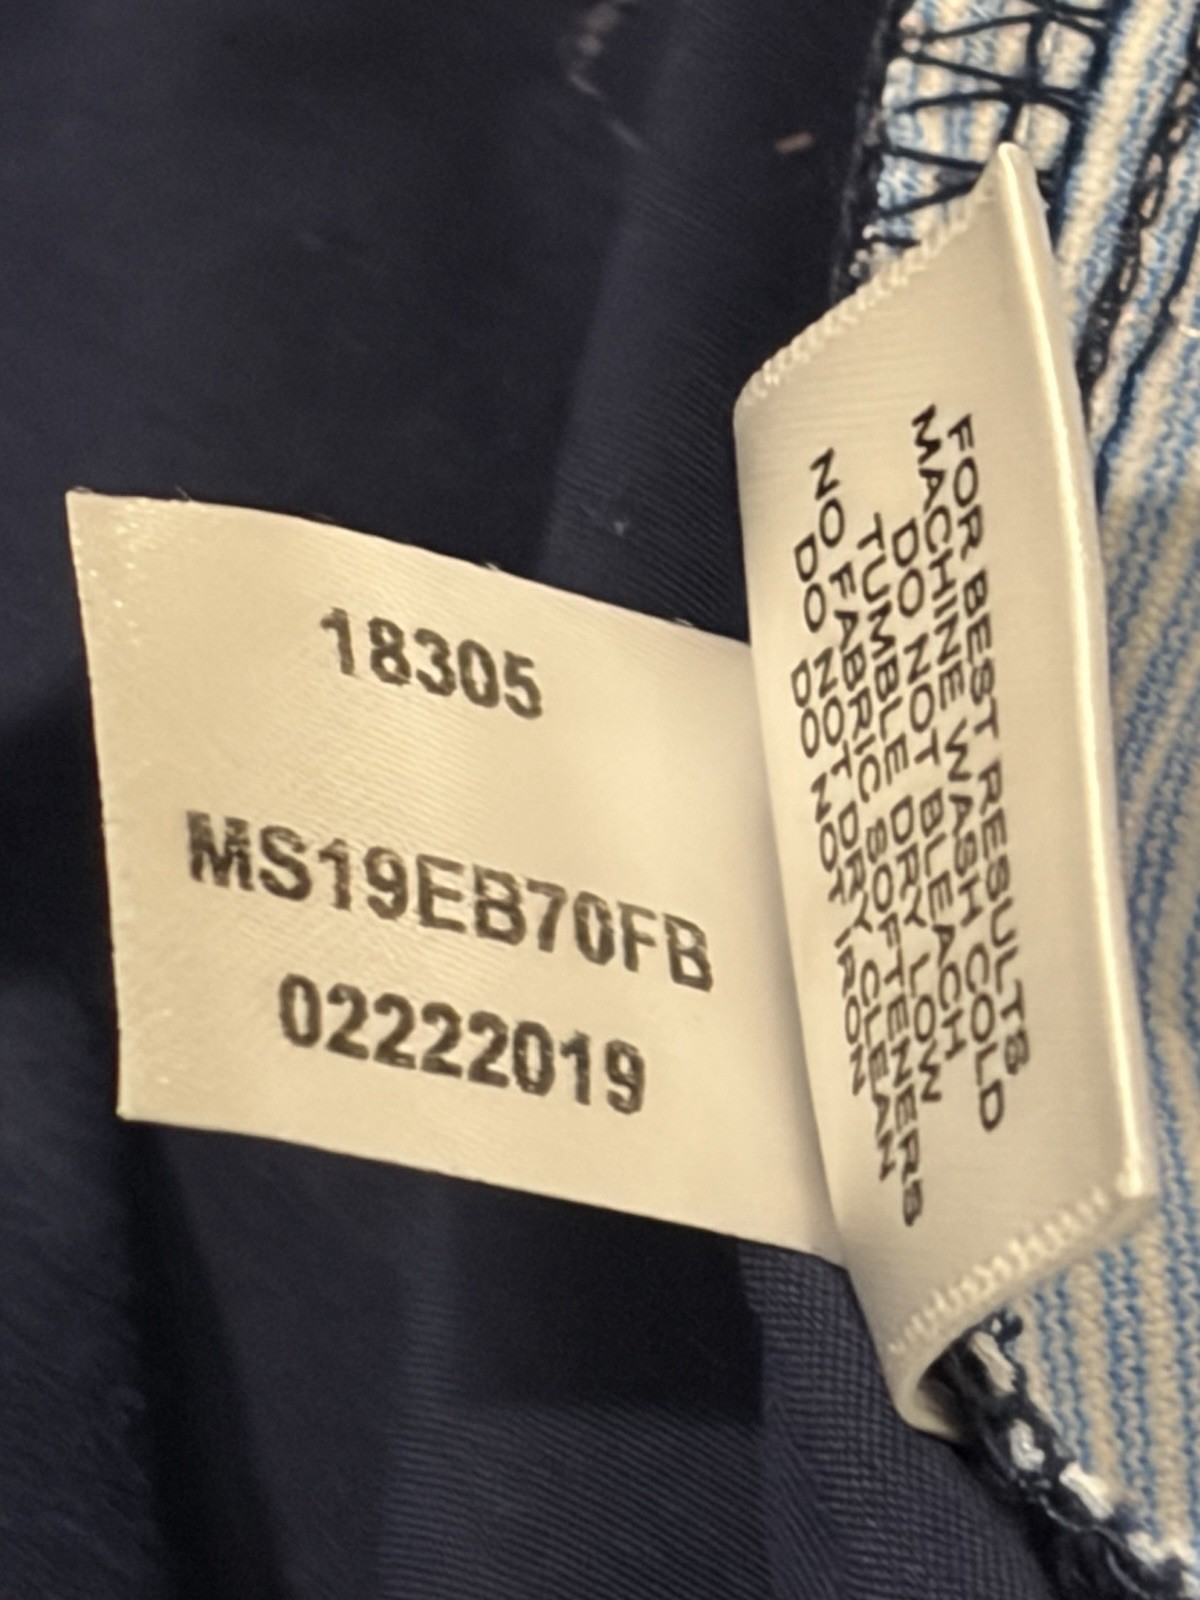 18305
MS19EB70FB
02222019
FOR BEST RESULTS
MACHINE WASH COLD
DO NOT BLEACH
TUMBLE DRY LOW
NO FABRIC SOFTENERS
DO NOT DRY CLEAN
DO NOT IRON